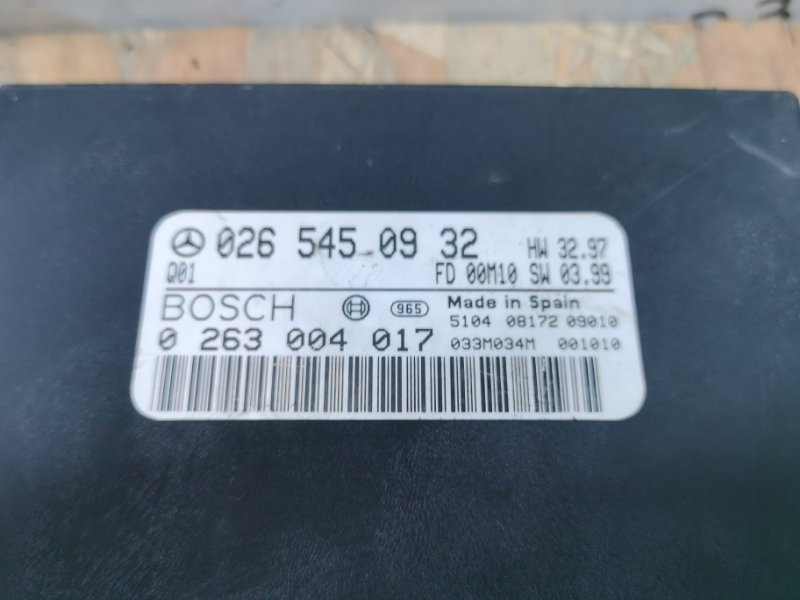 026 545 09 32 HW 32.97
Q01 FD 00M10 SW 03.99
BOSCH 965 Made in Spain
5104 08172 09010
0 263 004 017 033M034M 001010